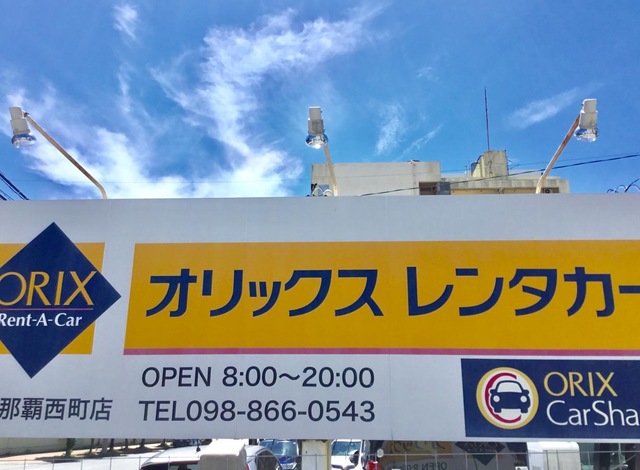 ORIX
Rent-A-Car
オリックス レンタカー
OPEN 8:00～20:00
那覇西町店
TEL098-866-0543
ORIX
CarSha